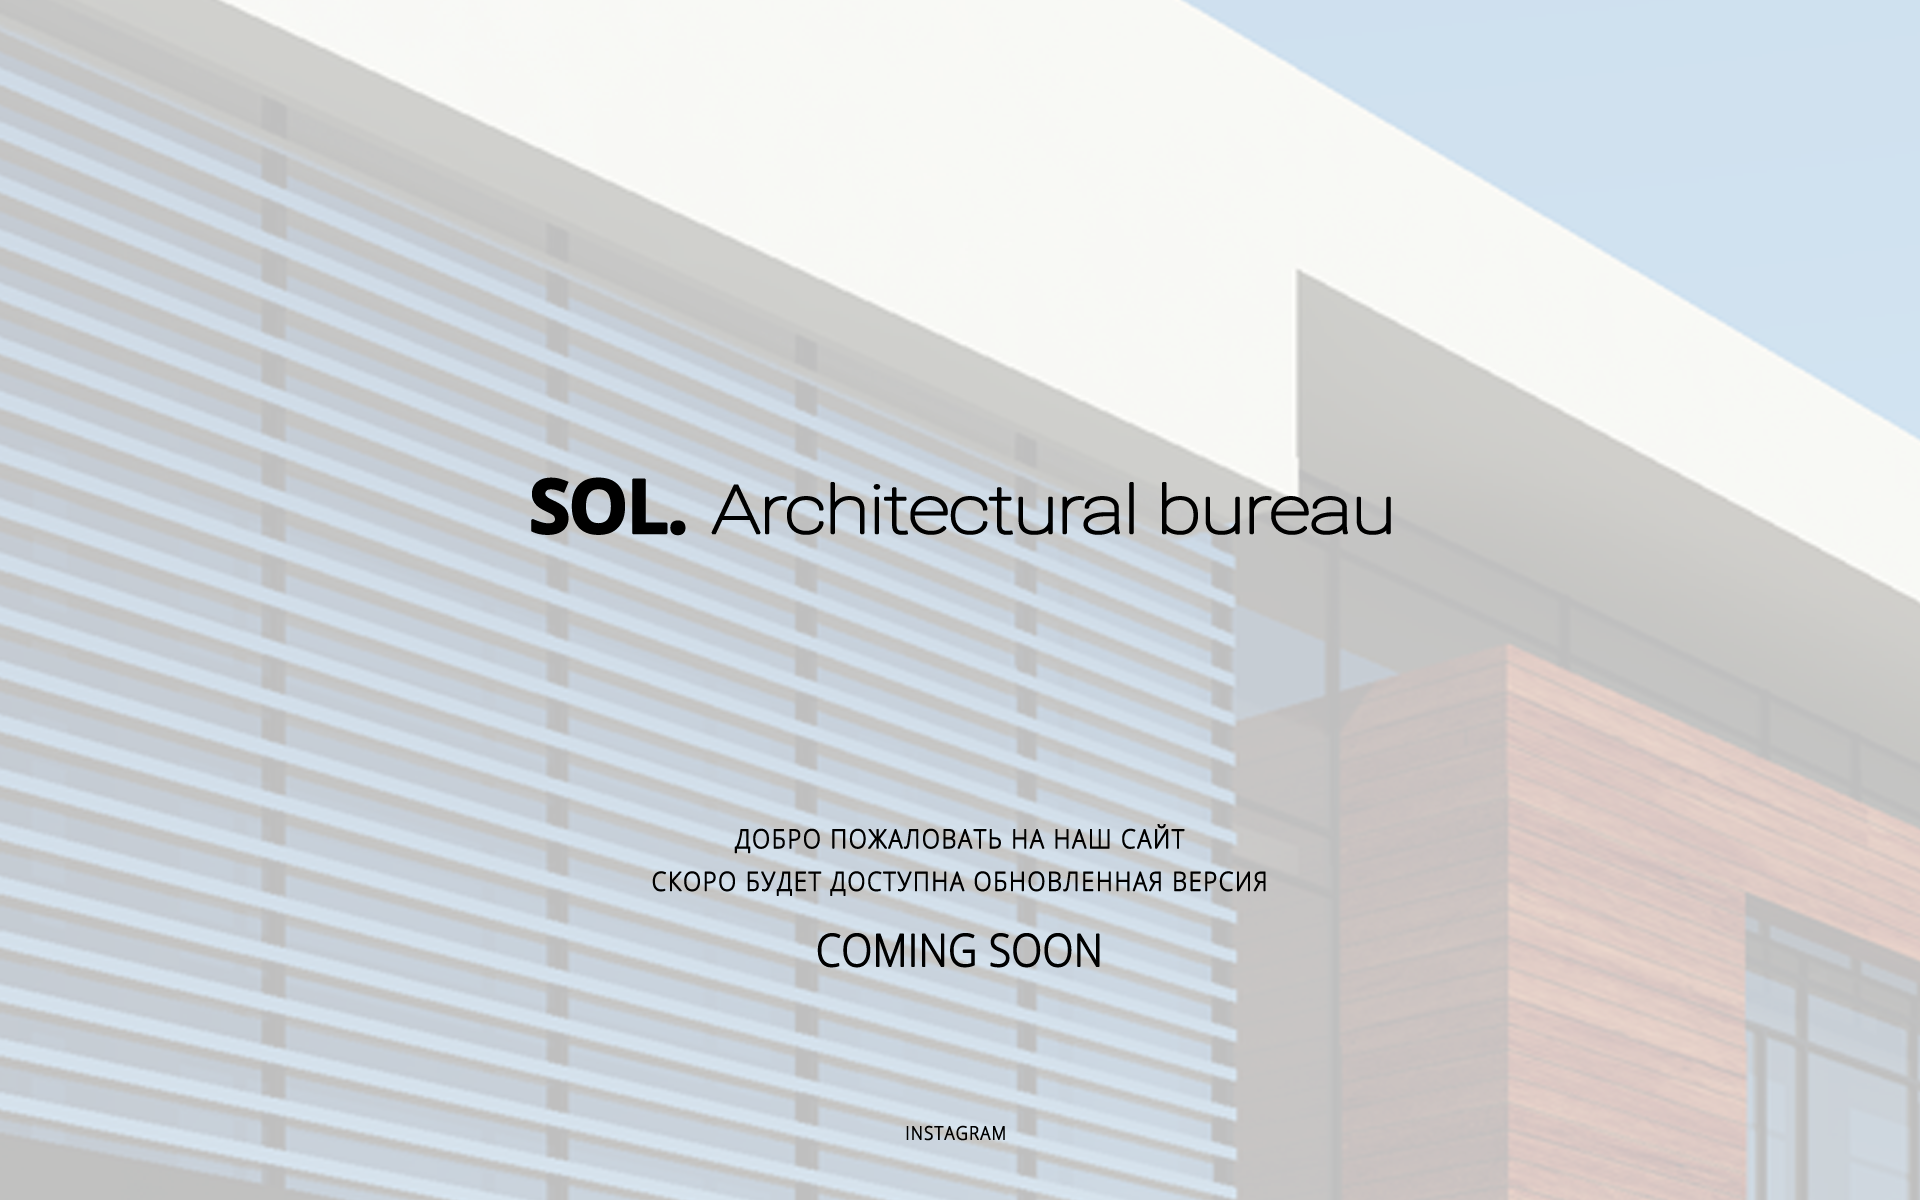 SOL. Architectural bureau
ДОБРО ПОЖАЛОВАТЬ НА НАШ САЙТ
СКОРО БУДЕТ ДОСТУПНА ОБНОВЛЕННАЯ ВЕРСИЯ
COMING SOON
INSTAGRAM